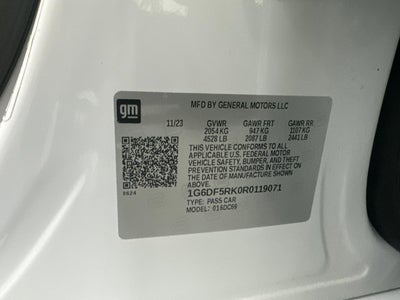 gm
MFD BY GENERAL MOTORS LLC
11/23 GVWR GAWR FRT GAWR RR
2054 KG 947 KG 1107 KG
4528 LB 2087 LB 2441 LB
THIS VEHICLE CONFORMS TO ALL
APPLICABLE U.S. FEDERAL MOTOR
VEHICLE SAFETY, BUMPER, AND THEFT
PREVENTION STANDARDS IN EFFECT
ON THE DATE OF MANUFACTURE
SHOWN ABOVE.
0624
1G6DF5RK0R0119071
TYPE: PASS CAR
MODEL: 016DC69